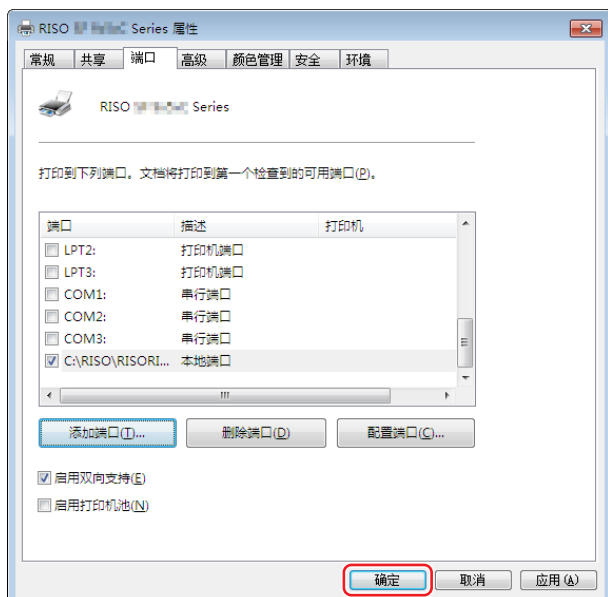 RISO Series 属性
常规 共享 端口 高级 颜色管理 安全 环境
RISO Series
打印到下列端口。文档将打印到第一个检查到的可用端口(P)。
端口 描述 打印机
LPT2: 打印机端口
LPT3: 打印机端口
COM1: 串行端口
COM2: 串行端口
COM3: 串行端口
C:\RISO\RISORI... 本地端口
添加端口(T)... 删除端口(D) 配置端口(C)...
启用双向支持(E)
启用打印机池(N)
确定 取消 应用(A)